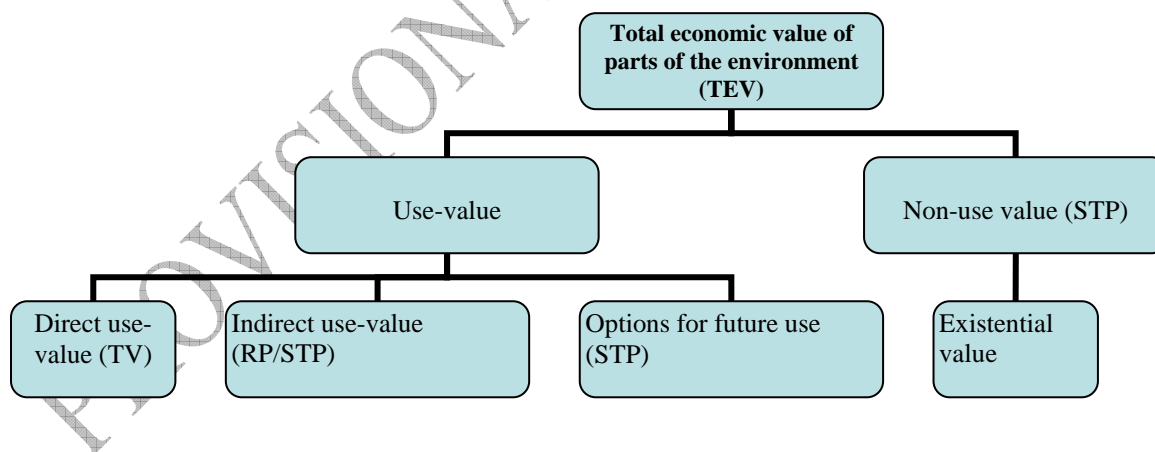 Total economic value of
parts of the environment
(TEV)
Use-value
Non-use value (STP)
Direct use-
value (TV)
Indirect use-value
(RP/STP)
Options for future use
(STP)
Existential
value